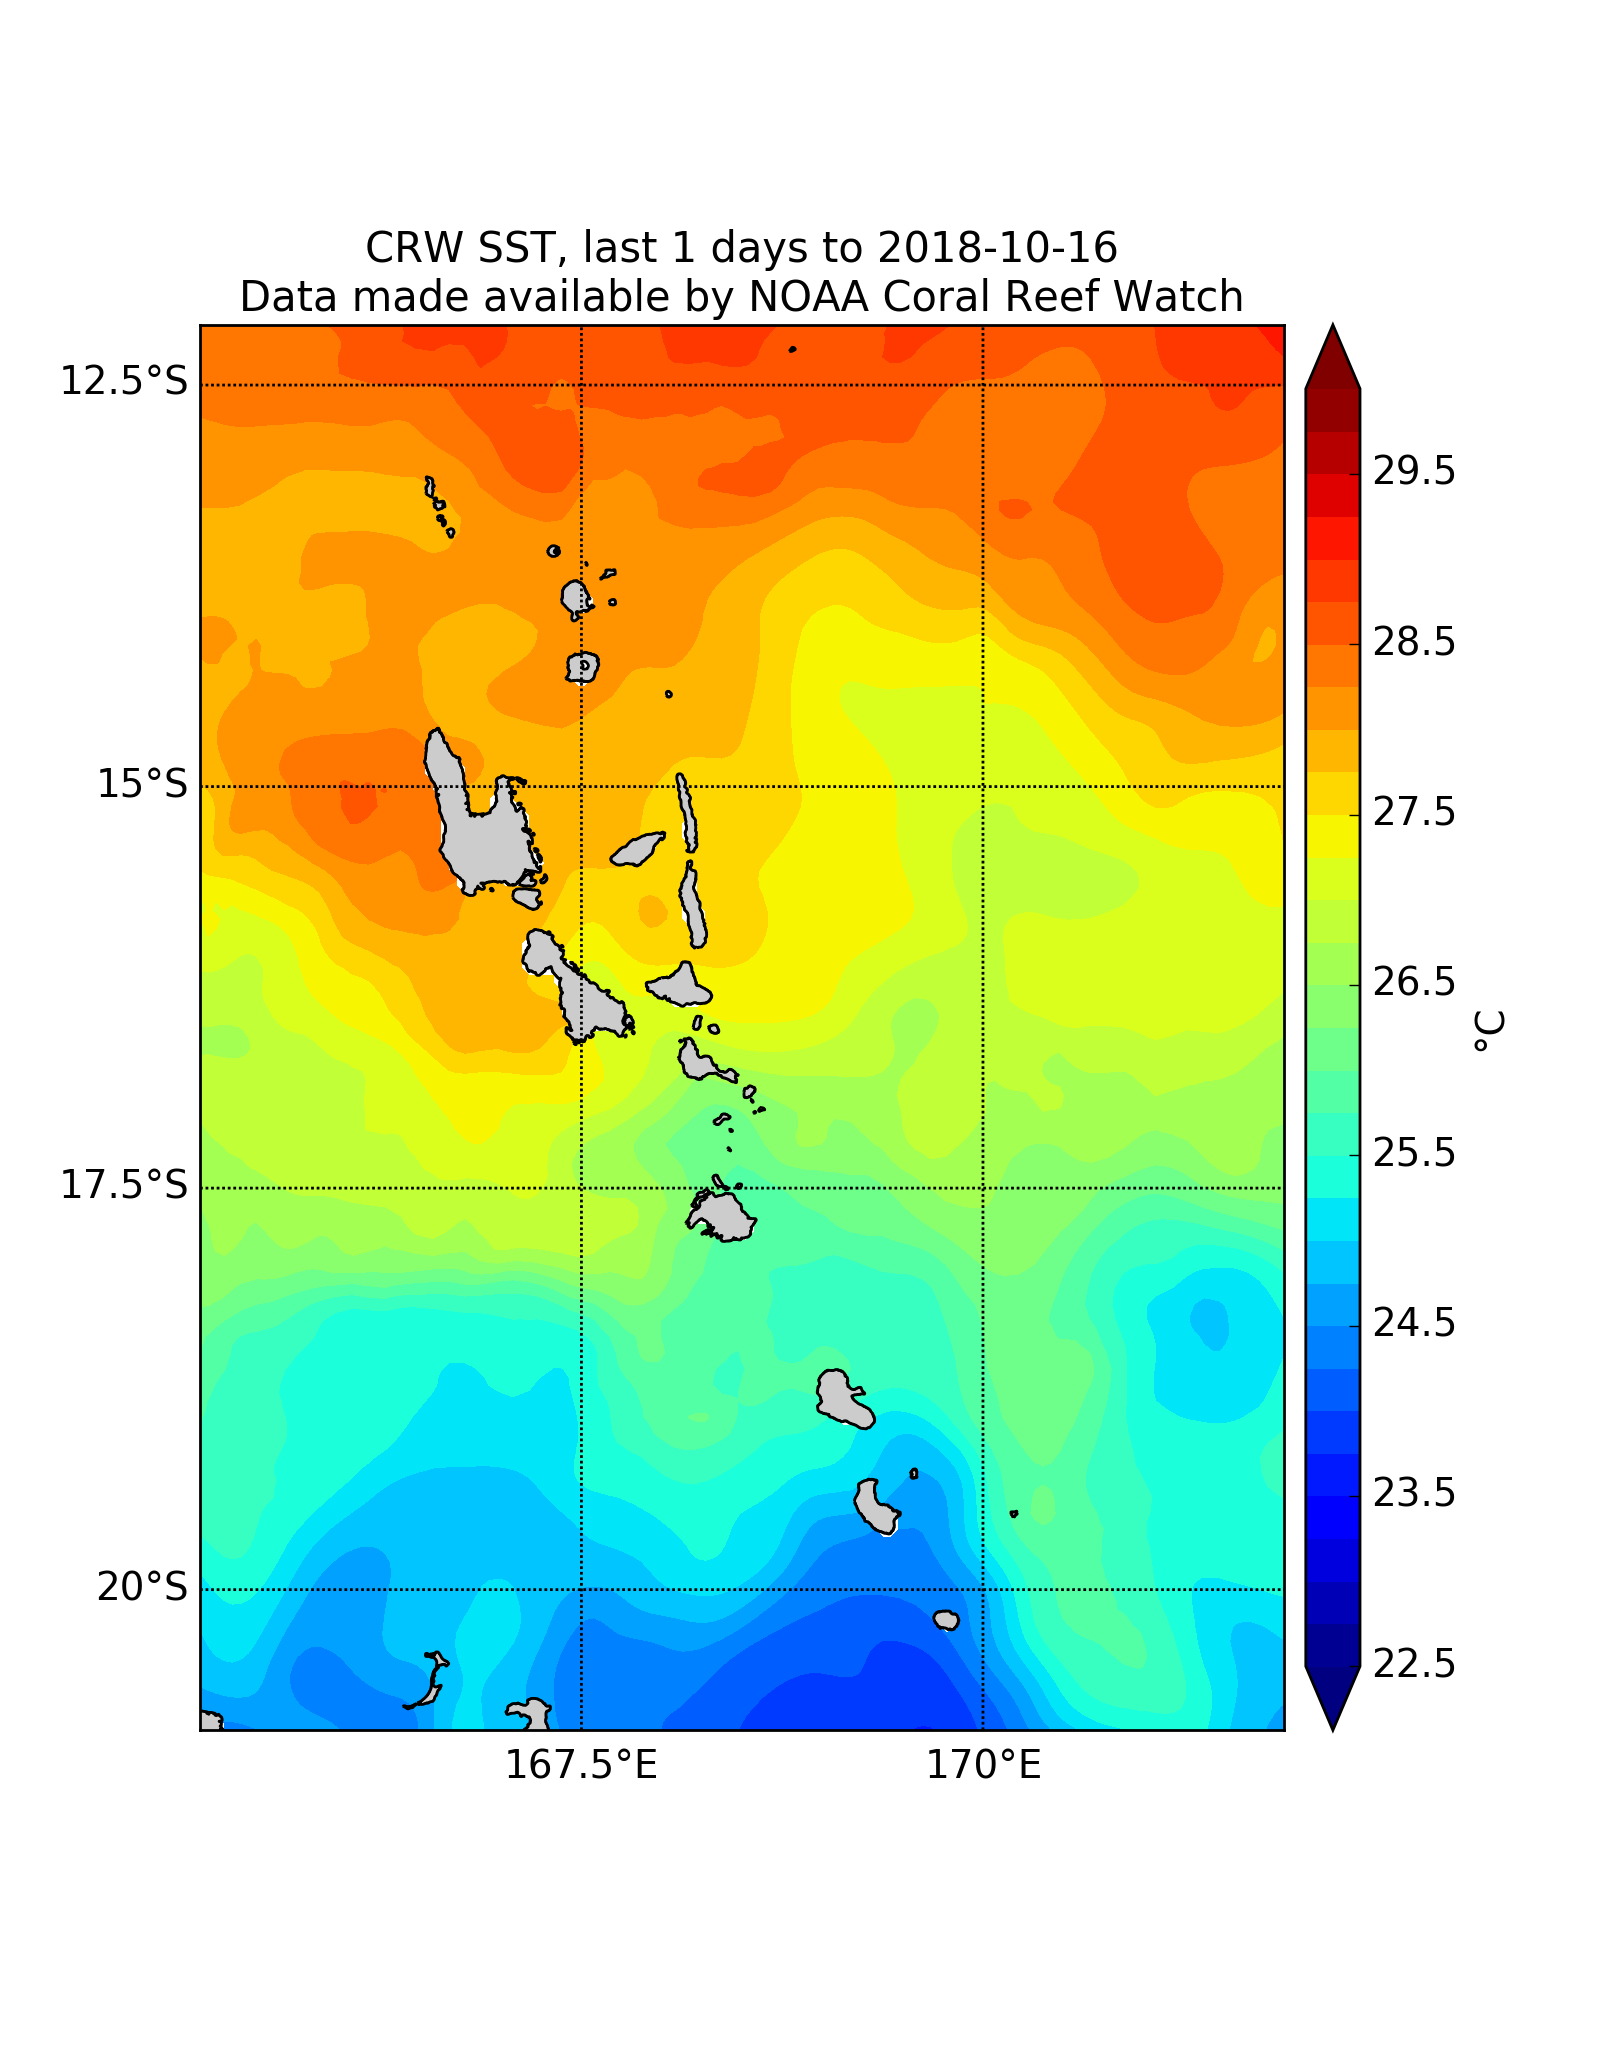 CRW SST, last 1 days to 2018-10-16
Data made available by NOAA Coral Reef Watch
12.5°S
15°S
17.5°S
20°S
167.5°E
170°E
29.5
28.5
27.5
26.5
25.5
24.5
23.5
22.5
°C